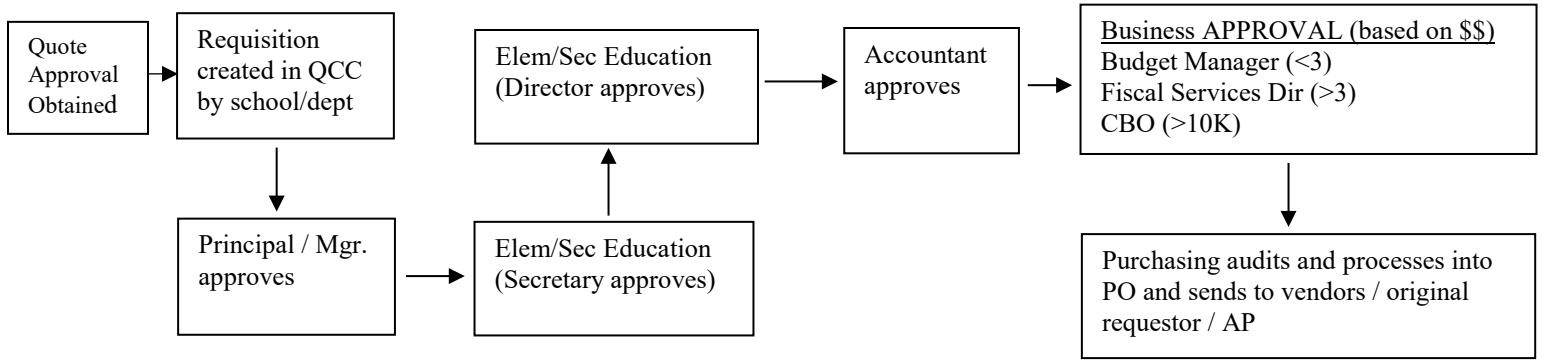 Quote
Approval
Obtained
Requisition
created in QCC
by school/dept
Principal / Mgr.
approves
Elem/Sec Education
(Secretary approves)
Elem/Sec Education
(Director approves)
Accountant
approves
Business APPROVAL (based on $$)
Budget Manager (<3)
Fiscal Services Dir (>3)
CBO (>10K)
Purchasing audits and processes into
PO and sends to vendors / original
requestor / AP